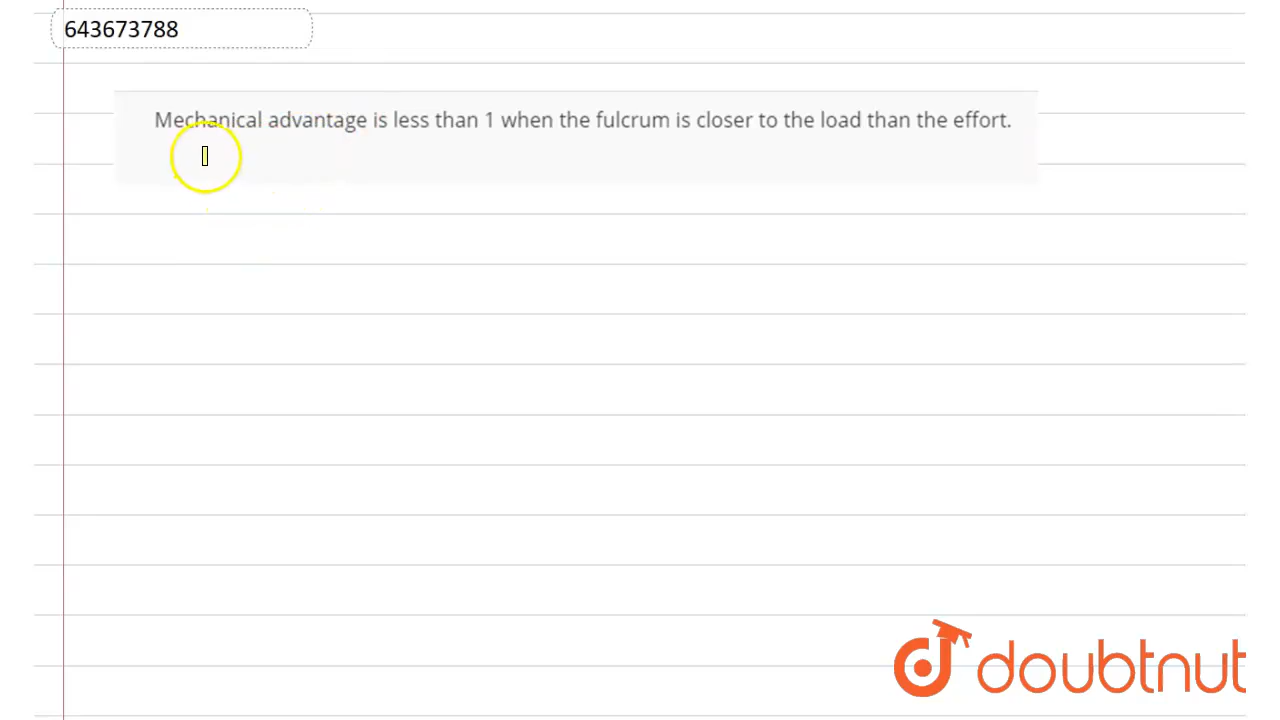 643673788
Mechanical advantage is less than 1 when the fulcrum is closer to the load than the effort.
doubtnut